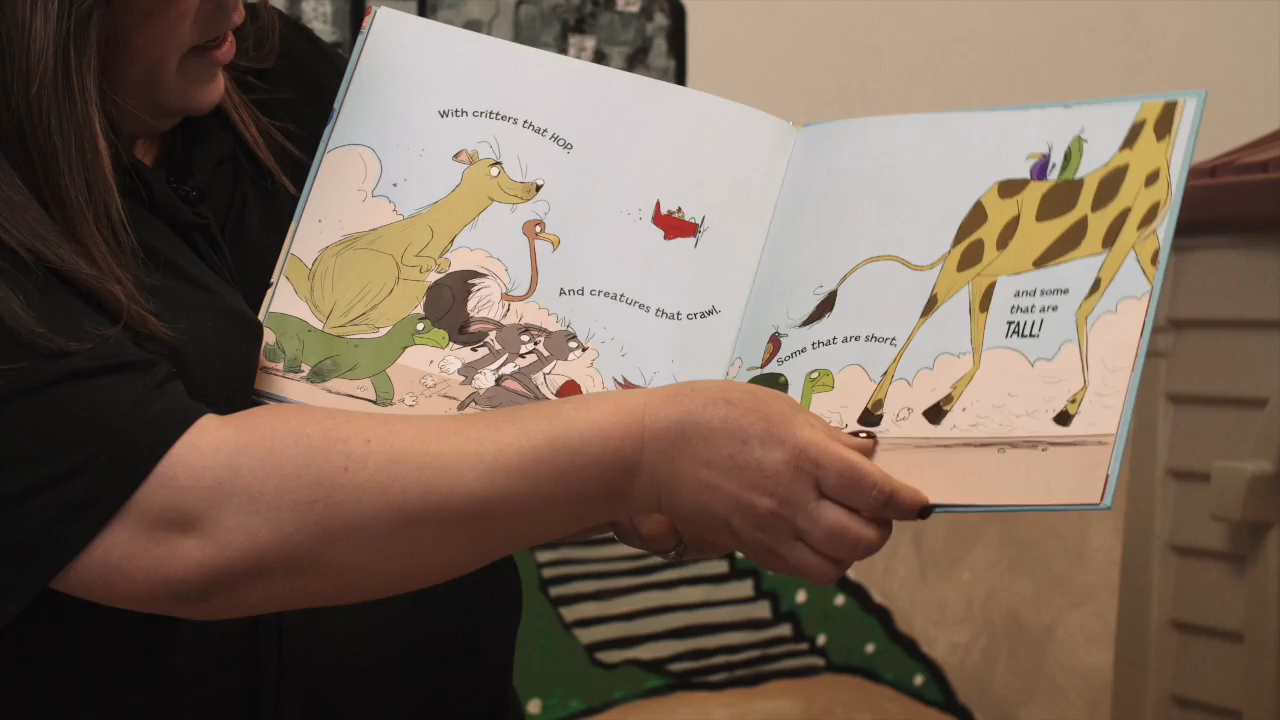 With critters that HOP.
And creatures that crawl.
Some that are short,
and some
that are
TALL!